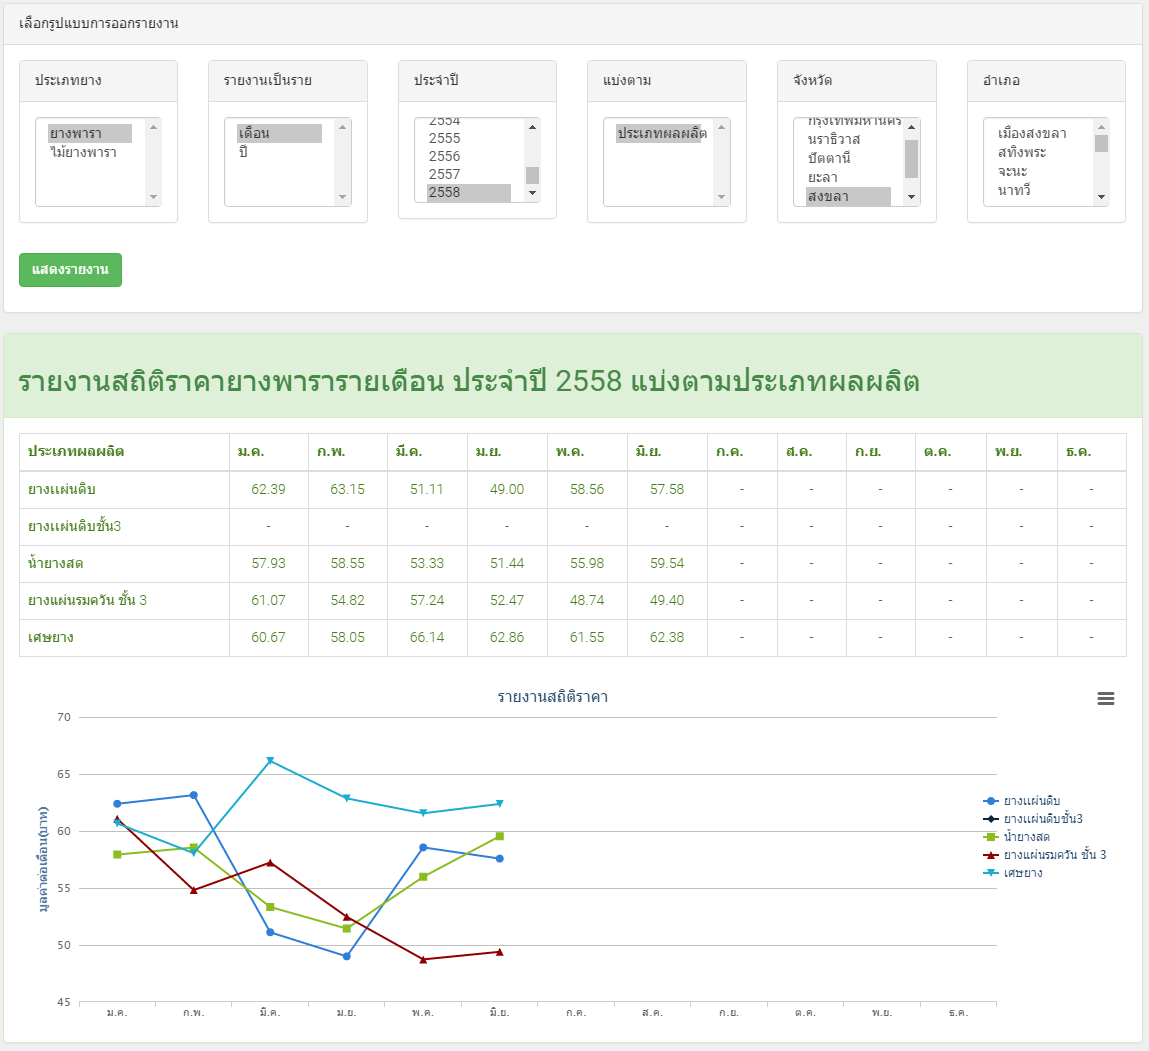 เลือกรูปแบบการออกรายงาน
ประเภทยาง
ยางพารา
ไม้ยางพารา
รายงานเป็นราย
เดือน
ปี
ประจำปี
2554
2555
2556
2557
2558
แบ่งตาม
ประเภทผลผลิต
จังหวัด
กรุงเทพมหานคร
นราธิวาส
ปัตตานี
ยะลา
สงขลา
อำเภอ
เมืองสงขลา
สทิงพระ
จะนะ
นาทวี
แสดงรายงาน
รายงานสถิติราคายางพารารายเดือน ประจำปี 2558 แบ่งตามประเภทผลผลิต
ประเภทผลผลิต ม.ค. ก.พ. มี.ค. ม.ย. พ.ค. มิ.ย. ก.ค. ส.ค. ก.ย. ต.ค. พ.ย. ธ.ค.
ยางแผ่นดิบ 62.39 63.15 51.11 49.00 58.56 57.58 - - - - - -
ยางแผ่นดิบชั้น3 - - - - - - - - - - - -
น้ำยางสด 57.93 58.55 53.33 51.44 55.98 59.54 - - - - - -
ยางแผ่นรมควัน ชั้น 3 61.07 54.82 57.24 52.47 48.74 49.40 - - - - - -
เศษยาง 60.67 58.05 66.14 62.86 61.55 62.38 - - - - - -
รายงานสถิติราคา
มูลค่าต่อเดือน(บาท)
70
65
60
55
50
45
ม.ค. ก.พ. มี.ค. ม.ย. พ.ค. มิ.ย. ก.ค. ส.ค. ก.ย. ต.ค. พ.ย. ธ.ค.
ยางแผ่นดิบ
ยางแผ่นดิบชั้น3
น้ำยางสด
ยางแผ่นรมควัน ชั้น 3
เศษยาง